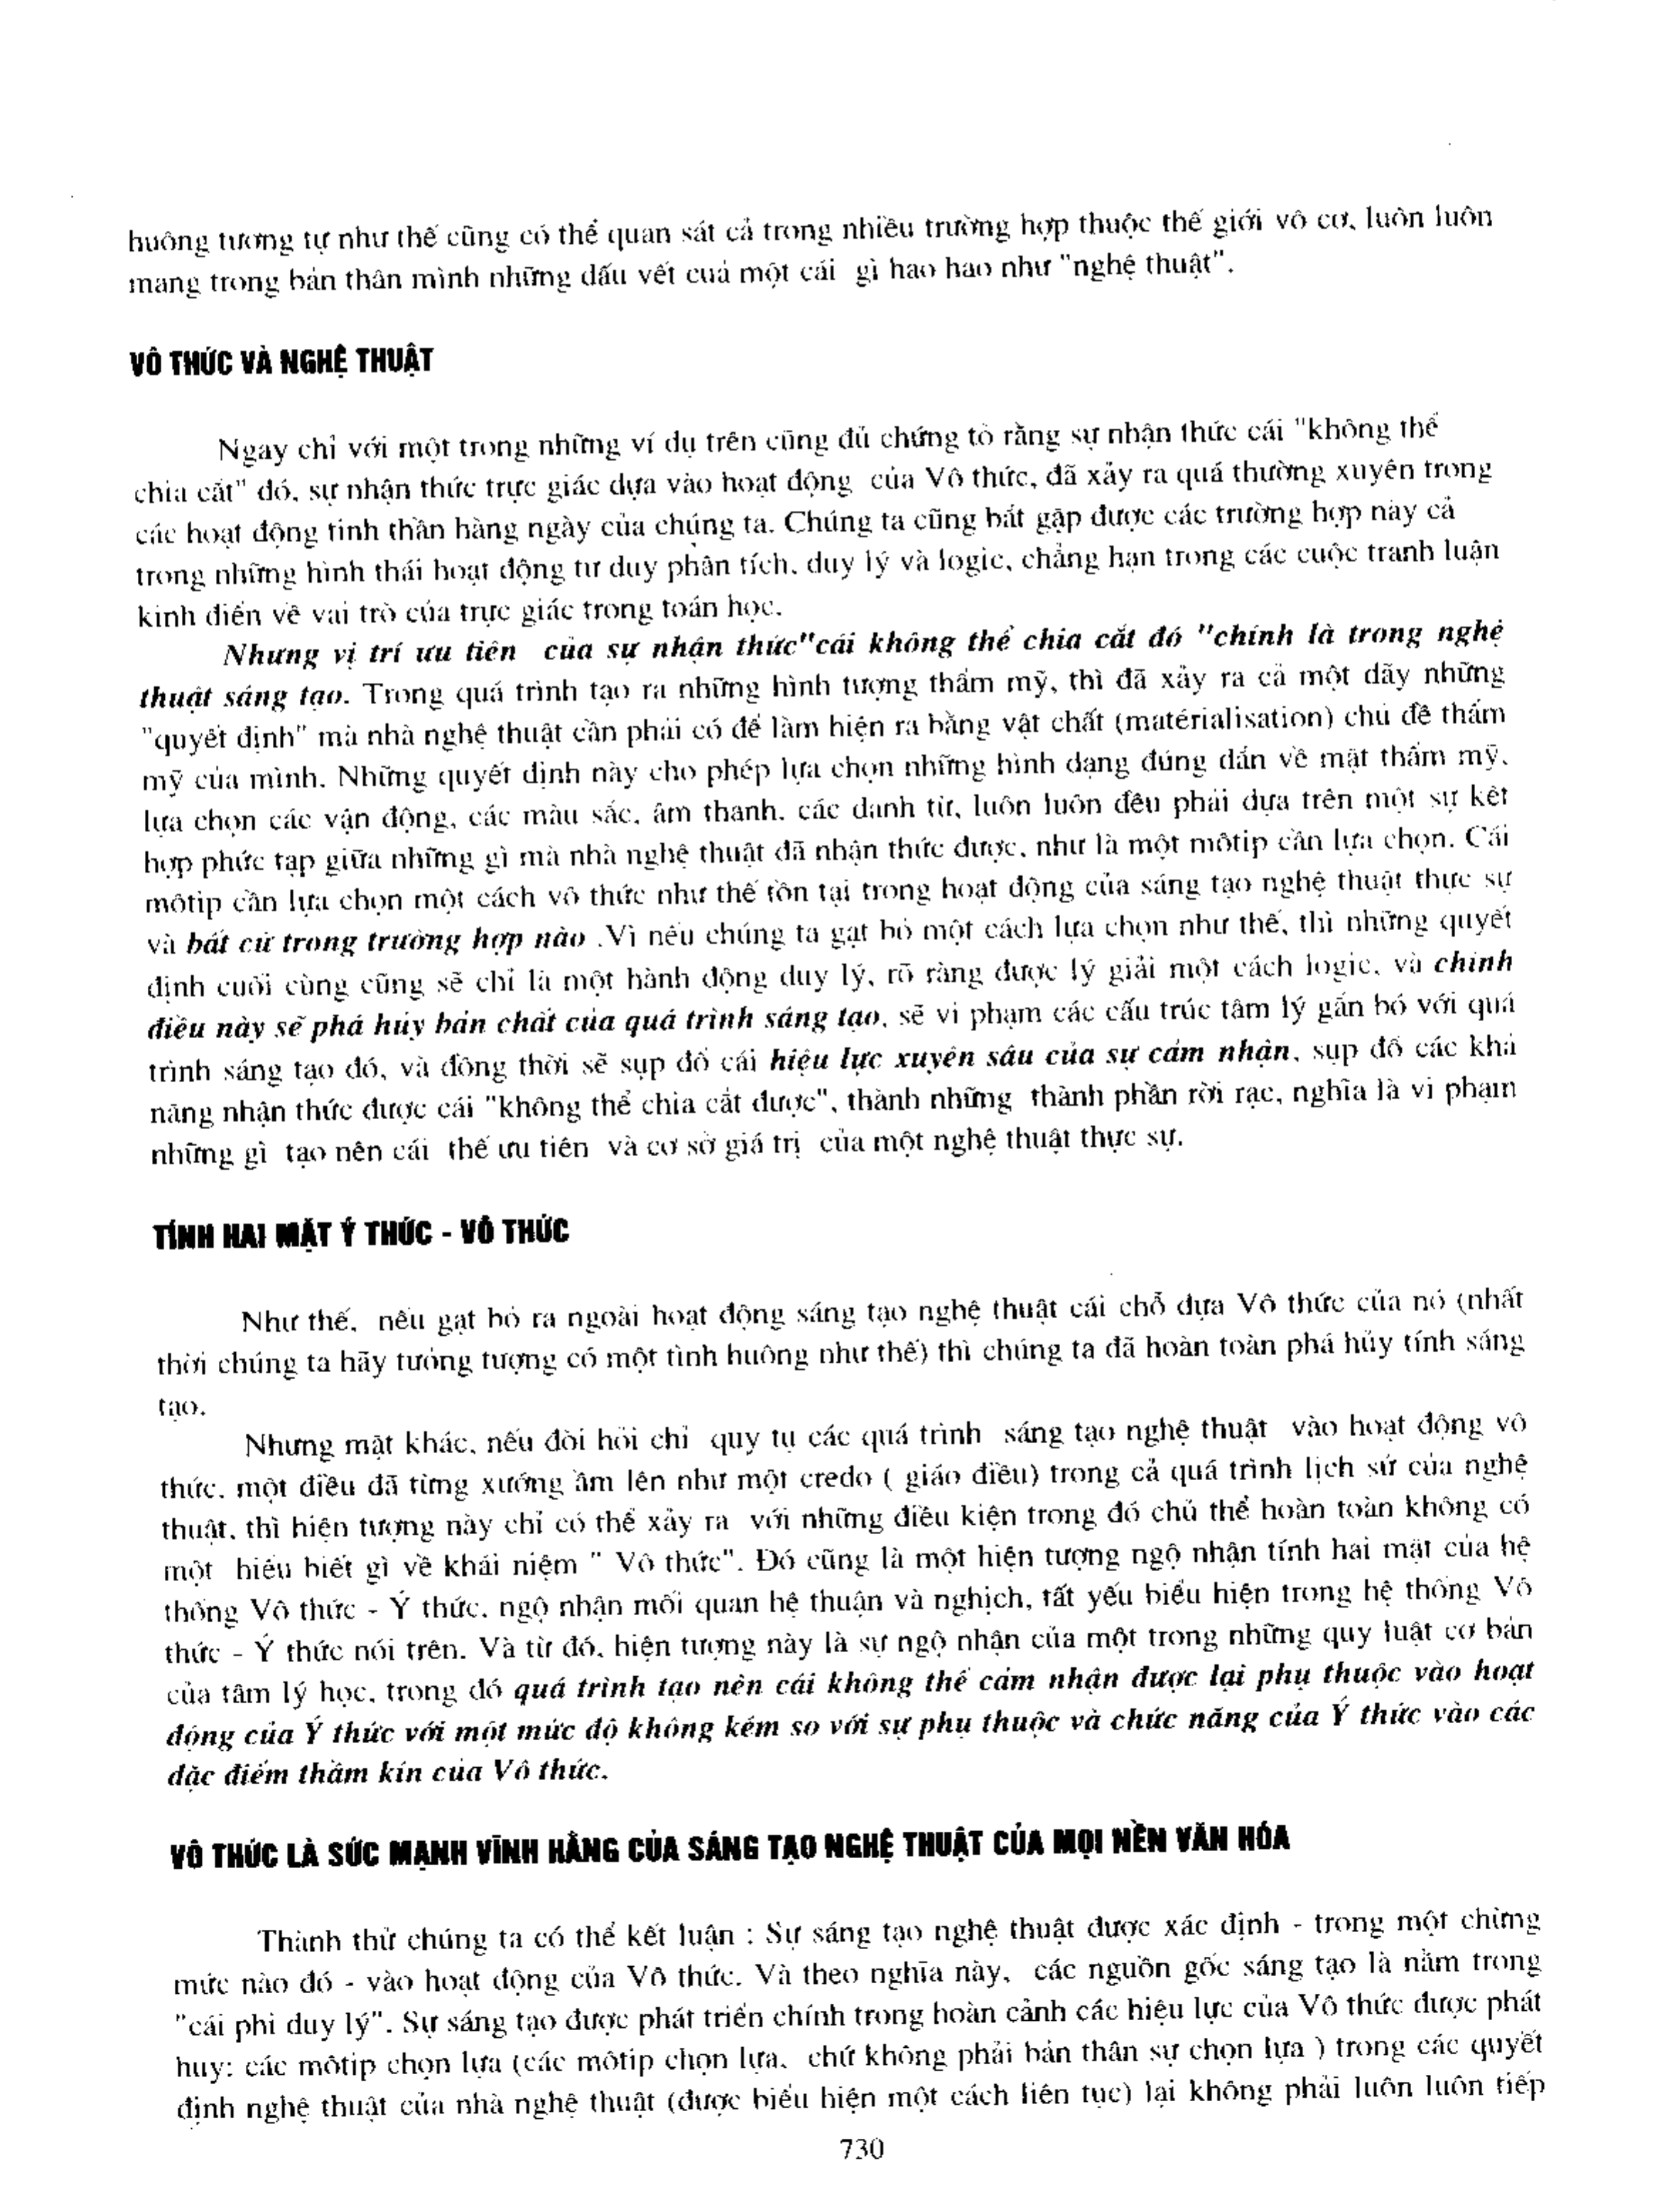 huông tương tự như thế cũng có thể quan sát cả trong nhiều trường hợp thuộc thế giới vô cơ, luôn luôn
mang trong bản thân mình những dấu vết cuả một cái gì hao hao như "nghệ thuật".
VÔ THỨC VÀ NGHỆ THUẬT
Ngay chỉ với một trong những ví dụ trên cũng đủ chứng tỏ rằng sự nhận thức cái "không thể
chia cắt" đó, sự nhận thức trực giác dựa vào hoạt động của Vô thức, đã xảy ra quá thường xuyên trong
các hoạt động tinh thần hàng ngày của chúng ta. Chúng ta cũng bắt gặp được các trường hợp này cả
trong những hình thái hoạt động tư duy phân tích, duy lý và logic, chẳng hạn trong các cuộc tranh luận
kinh điển về vai trò của trực giác trong toán học.
Nhưng vị trí ưu tiên của sự nhận thức"cái không thể chia cắt đó "chính là trong nghệ
thuật sáng tạo. Trong quá trình tạo ra những hình tượng thẩm mỹ, thì đã xảy ra cả một dãy những
"quyết định" mà nhà nghệ thuật cần phải có để làm hiện ra bằng vật chất (matérialisation) chủ đề thẩm
mỹ của mình. Những quyết định này cho phép lựa chọn những hình dạng đúng dắn về mặt thẩm mỹ,
lựa chọn các vận động, các màu sắc, âm thanh, các danh từ, luôn luôn đều phải dựa trên một sự kết
hợp phức tạp giữa những gì mà nhà nghệ thuật đã nhận thức được, như là một môtip cần lựa chọn. Cái
môtip cần lựa chọn một cách vô thức như thế tồn tại trong hoạt động của sáng tạo nghệ thuật thực sự
và bất cứ trong trường hợp nào .Vì nếu chúng ta gạt bỏ một cách lựa chọn như thế, thì những quyết
định cuối cùng cũng sẽ chỉ là một hành động duy lý, rõ ràng được lý giải một cách logic, và chính
điều này sẽ phá hủy bản chất của quá trình sáng tạo, sẽ vi phạm các cấu trúc tâm lý gắn bó với quá
trình sáng tạo đó, và đồng thời sẽ sụp đổ cái hiệu lực xuyên sâu của sự cảm nhận, sụp đổ các khả
năng nhận thức được cái "không thể chia cắt được", thành những thành phần rời rạc, nghĩa là vi phạm
những gì tạo nên cái thế ưu tiên và cơ sở giá trị của một nghệ thuật thực sự.
TÍNH HAI MẶT Ý THỨC - VÔ THỨC
Như thế, nếu gạt bỏ ra ngoài hoạt động sáng tạo nghệ thuật cái chỗ dựa Vô thức của nó (nhất
thời chúng ta hãy tưởng tượng có một tình huông như thế) thì chúng ta đã hoàn toàn phá hủy tính sáng
tạo.
Nhưng mặt khác, nếu đòi hỏi chỉ quy tụ các quá trình sáng tạo nghệ thuật vào hoạt động vô
thức, một điều đã từng xướng âm lên như một credo ( giáo điều) trong cả quá trình lịch sử của nghệ
thuật, thì hiện tượng này chỉ có thể xảy ra với những điều kiện trong đó chủ thể hoàn toàn không có
một hiểu biết gì về khái niệm " Vô thức". Đó cũng là một hiện tượng ngộ nhận tính hai mặt của hệ
thống Vô thức - Ý thức, ngộ nhận mối quan hệ thuận và nghịch, tất yếu biểu hiện trong hệ thống Vô
thức - Ý thức nói trên. Và từ đó, hiện tượng này là sự ngộ nhận của một trong những quy luật cơ bản
của tâm lý học, trong đó quá trình tạo nên cái không thể cảm nhận được lại phụ thuộc vào hoạt
động của Ý thức với một mức độ không kém so với sự phụ thuộc và chức năng của Ý thức vào các
đặc điểm thầm kín của Vô thức.
VÔ THỨC LÀ SỨC MẠNH VĨNH HẰNG CỦA SÁNG TẠO NGHỆ THUẬT CỦA MỌI NỀN VĂN HÓA
Thành thử chúng ta có thể kết luận : Sự sáng tạo nghệ thuật được xác định - trong một chừng
mức nào đó - vào hoạt động của Vô thức. Và theo nghĩa này, các nguồn gốc sáng tạo là nằm trong
"cái phi duy lý". Sự sáng tạo được phát triển chính trong hoàn cảnh các hiệu lực của Vô thức được phát
huy: các môtip chọn lựa (các môtip chọn lựa, chứ không phải bản thân sự chọn lựa ) trong các quyết
định nghệ thuật của nhà nghệ thuật (được biểu hiện một cách liên tục) lại không phải luôn luôn tiếp
730